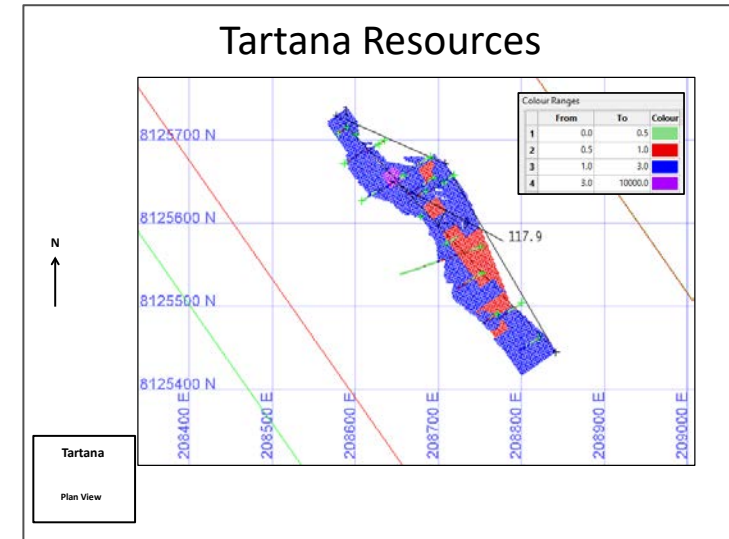 Tartana Resources
Colour Ranges
From To Colour
1 0.0 0.5
2 0.5 1.0
3 1.0 3.0
4 3.0 10000.0
8125700 N
8125600 N
N
117.9
8125500 N
8125400 N
208400 E
208500 E
208600 E
208700 E
208800 E
208900 E
209000 E
Tartana
Plan View